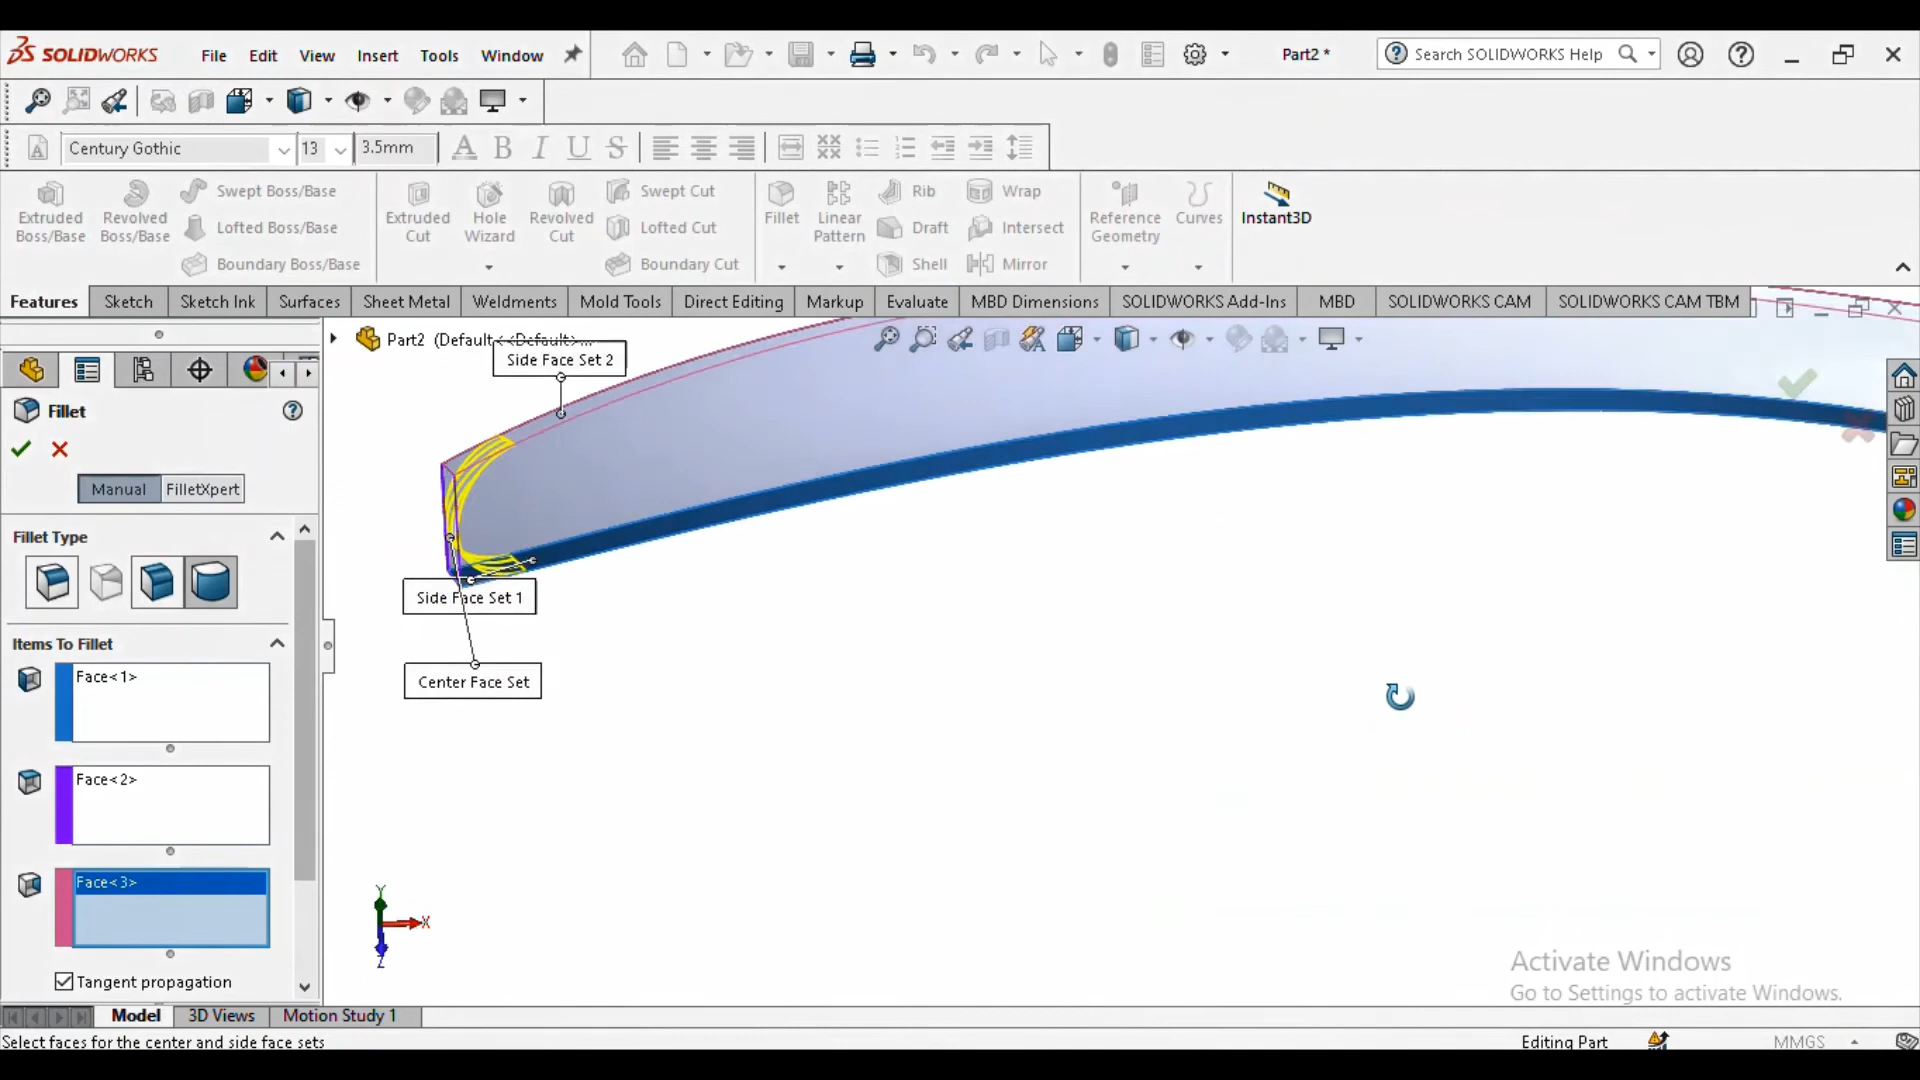 SOLIDWORKS File Edit View Insert Tools Window Part2 * Search SOLIDWORKS Help
Century Gothic 13 3.5mm A B I U S
Extruded Boss/Base
Revolved Boss/Base
Swept Boss/Base
Lofted Boss/Base
Boundary Boss/Base
Extruded Cut
Hole Wizard
Revolved Cut
Swept Cut
Lofted Cut
Boundary Cut
Fillet
Linear Pattern
Rib
Draft
Shell
Wrap
Intersect
Mirror
Reference Geometry
Curves
Instant3D
Features Sketch Sketch Ink Surfaces Sheet Metal Weldments Mold Tools Direct Editing Markup Evaluate MBD Dimensions SOLIDWORKS Add-Ins MBD SOLIDWORKS CAM SOLIDWORKS CAM TBM
Part2 (Default<<Default>...
Side Face Set 2
Fillet
Manual FilletXpert
Fillet Type
Side Face Set 1
Items To Fillet
Face<1>
Center Face Set
Face<2>
Face<3>
Y
X
Z
Tangent propagation
Activate Windows
Go to Settings to activate Windows.
Model 3D Views Motion Study 1
Select faces for the center and side face sets Editing Part MMGS